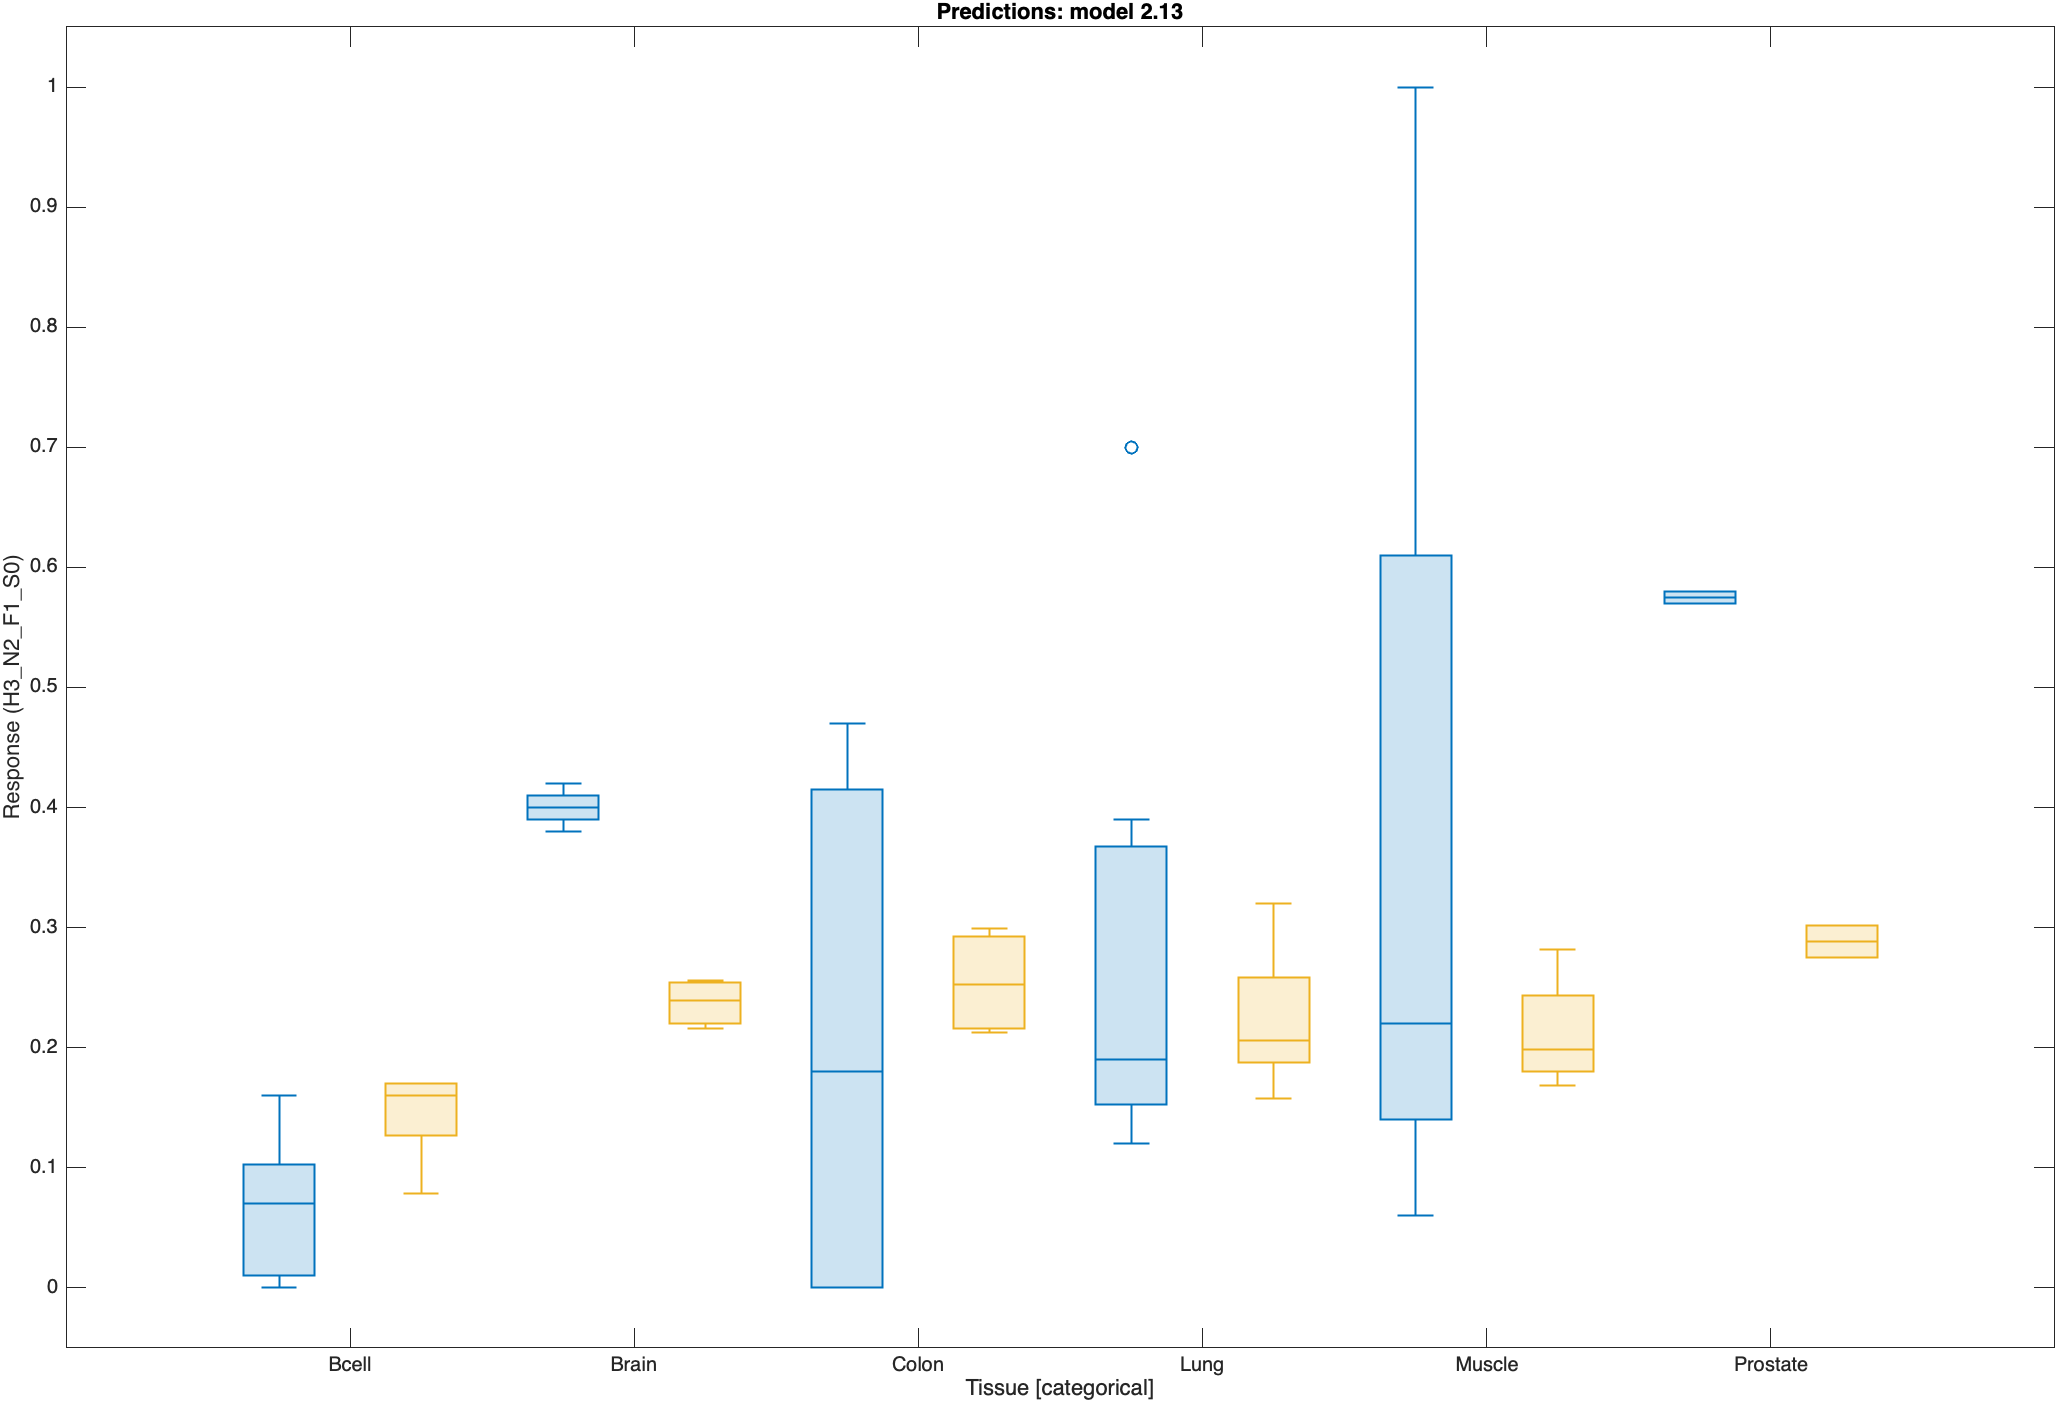 Predictions: model 2.13
1
0.9
0.8
0.7
0.6
0.5
0.4
0.3
0.2
0.1
0
Response (H3_N2_F1_S0)
Bcell Brain Colon Lung Muscle Prostate
Tissue [categorical]